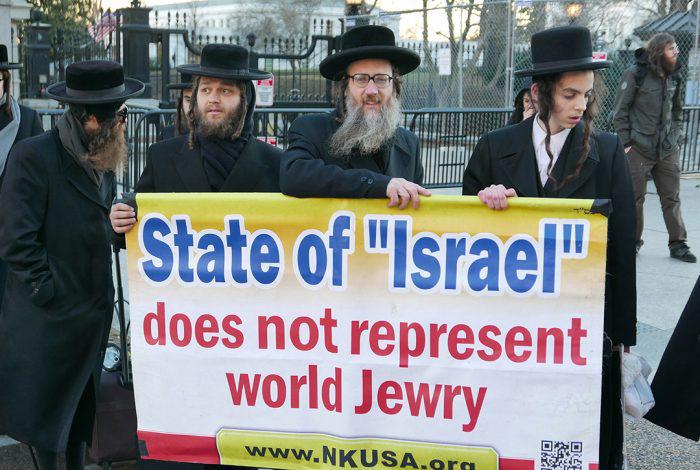 State of "Israel"
does not represent
world Jewry
www.NKUSA.org